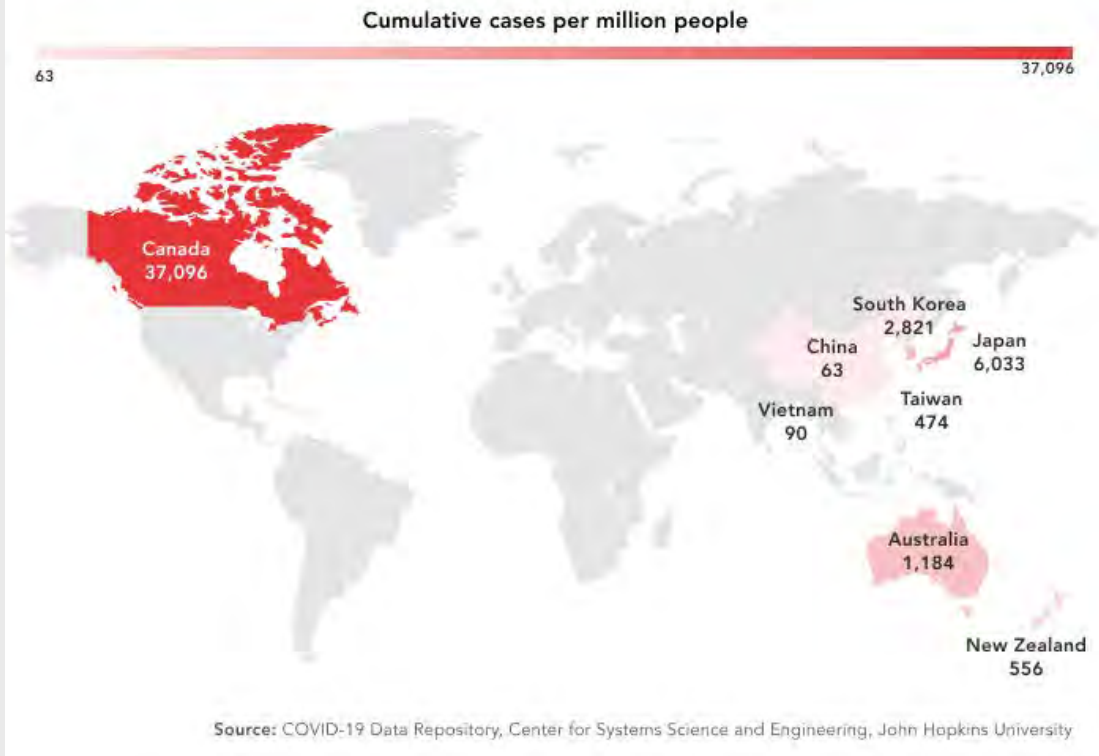 Cumulative cases per million people
63
37,096
Canada
37,096
South Korea
2,821
Japan
6,033
China
63
Taiwan
474
Vietnam
90
Australia
1,184
New Zealand
556
Source: COVID-19 Data Repository, Center for Systems Science and Engineering, John Hopkins University